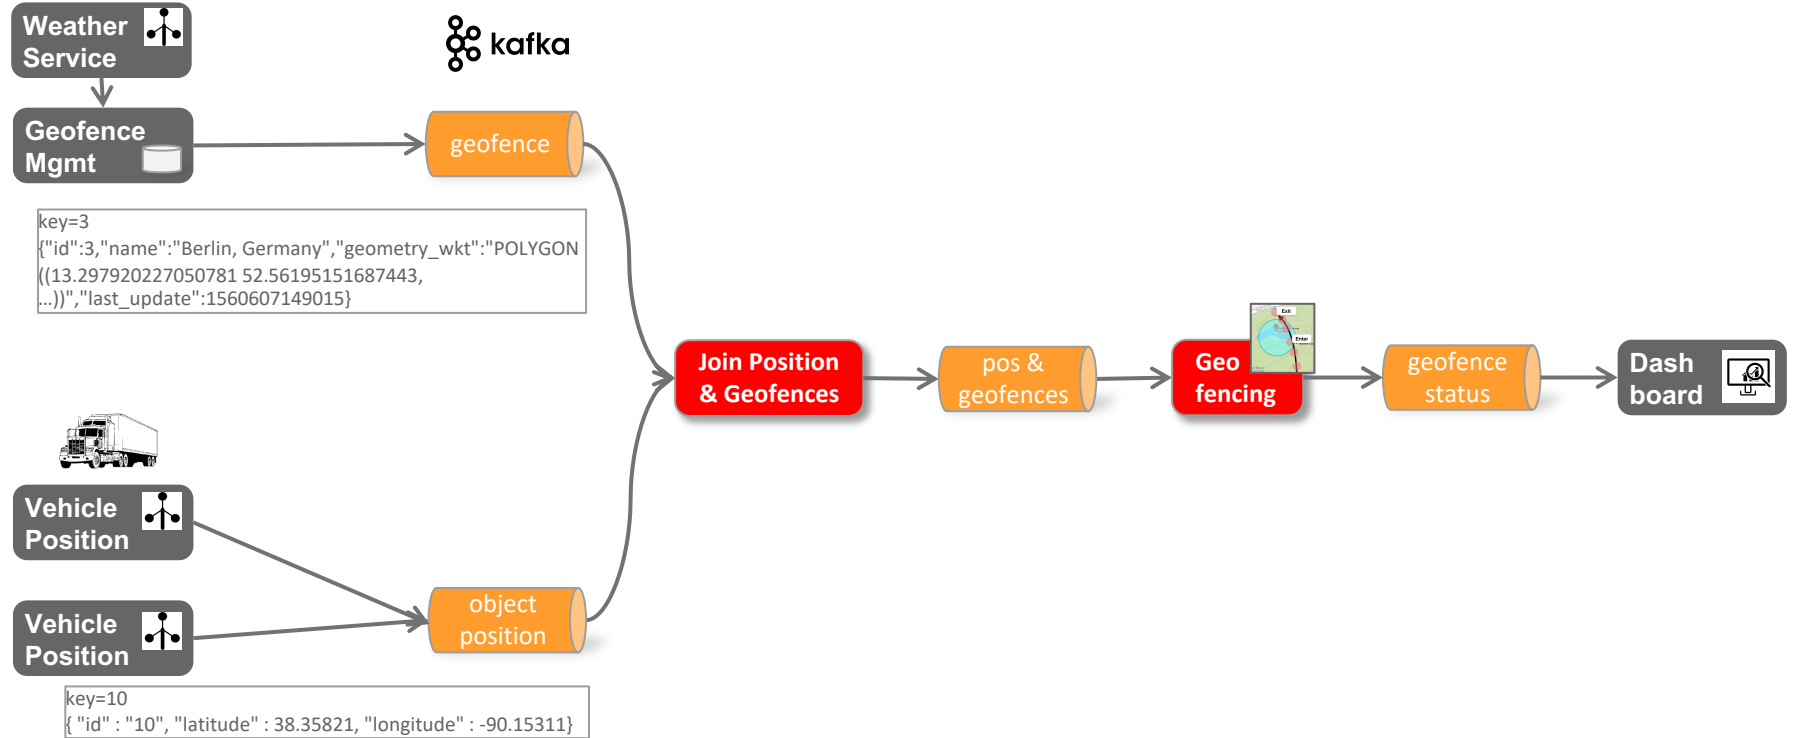 Weather
Service
kafka
Geofence
Mgmt
geofence
key=3
{"id":3,"name":"Berlin, Germany","geometry_wkt":"POLYGON
((13.297920227050781 52.56195151687443,
…))","last_update":1560607149015}
Join Position
& Geofences
pos &
geofences
Geo
fencing
Exit
Enter
geofence
status
Dash
board
Vehicle
Position
Vehicle
Position
object
position
key=10
{ "id" : "10", "latitude" : 38.35821, "longitude" : -90.15311}